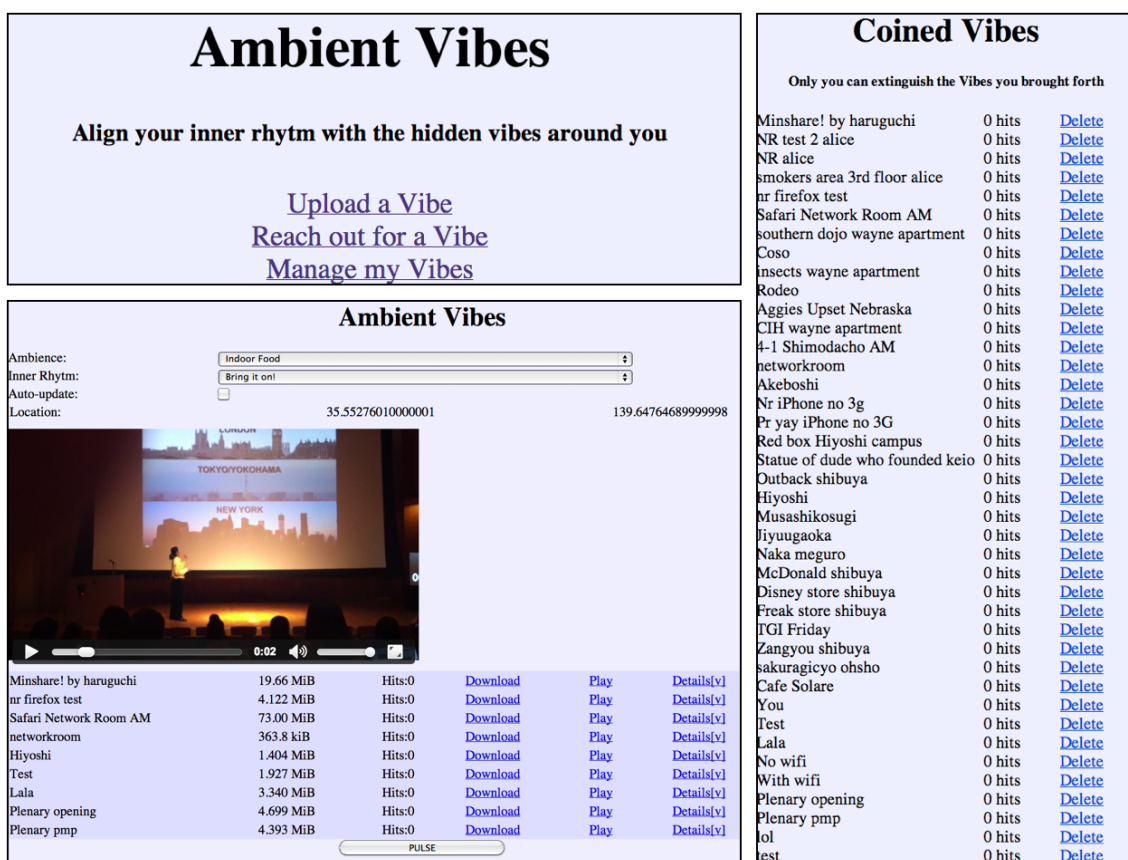 Ambient Vibes
Align your inner rhytm with the hidden vibes around you
Upload a Vibe
Reach out for a Vibe
Manage my Vibes
Ambient Vibes
Ambience: Indoor Food
Inner Rhytm: Bring it on!
Auto-update:
Location: 35.55276010000001 139.64764689999998
LONDON
TOKYO/YOKOHAMA
NEW YORK
0:02
Minshare! by haruguchi 19.66 MiB Hits:0 Download Play Details[v]
nr firefox test 4.122 MiB Hits:0 Download Play Details[v]
Safari Network Room AM 73.00 MiB Hits:0 Download Play Details[v]
networkroom 363.8 kiB Hits:0 Download Play Details[v]
Hiyoshi 1.404 MiB Hits:0 Download Play Details[v]
Test 1.927 MiB Hits:0 Download Play Details[v]
Lala 3.340 MiB Hits:0 Download Play Details[v]
Plenary opening 4.699 MiB Hits:0 Download Play Details[v]
Plenary pmp 4.393 MiB Hits:0 Download Play Details[v]
PULSE
Coined Vibes
Only you can extinguish the Vibes you brought forth
Minshare! by haruguchi 0 hits Delete
NR test 2 alice 0 hits Delete
NR alice 0 hits Delete
smokers area 3rd floor alice 0 hits Delete
nr firefox test 0 hits Delete
Safari Network Room AM 0 hits Delete
southern dojo wayne apartment 0 hits Delete
Coso 0 hits Delete
insects wayne apartment 0 hits Delete
Rodeo 0 hits Delete
Aggies Upset Nebraska 0 hits Delete
CIH wayne apartment 0 hits Delete
4-1 Shimodacho AM 0 hits Delete
networkroom 0 hits Delete
Akeboshi 0 hits Delete
Nr iPhone no 3g 0 hits Delete
Pr yay iPhone no 3G 0 hits Delete
Red box Hiyoshi campus 0 hits Delete
Statue of dude who founded keio 0 hits Delete
Outback shibuya 0 hits Delete
Hiyoshi 0 hits Delete
Musashikosugi 0 hits Delete
Jiyuugaoka 0 hits Delete
Naka meguro 0 hits Delete
McDonald shibuya 0 hits Delete
Disney store shibuya 0 hits Delete
Freak store shibuya 0 hits Delete
TGI Friday 0 hits Delete
Zangyou shibuya 0 hits Delete
sakuragicyo ohsho 0 hits Delete
Cafe Solare 0 hits Delete
You 0 hits Delete
Test 0 hits Delete
Lala 0 hits Delete
No wifi 0 hits Delete
With wifi 0 hits Delete
Plenary opening 0 hits Delete
Plenary pmp 0 hits Delete
lol 0 hits Delete
test 0 hits Delete